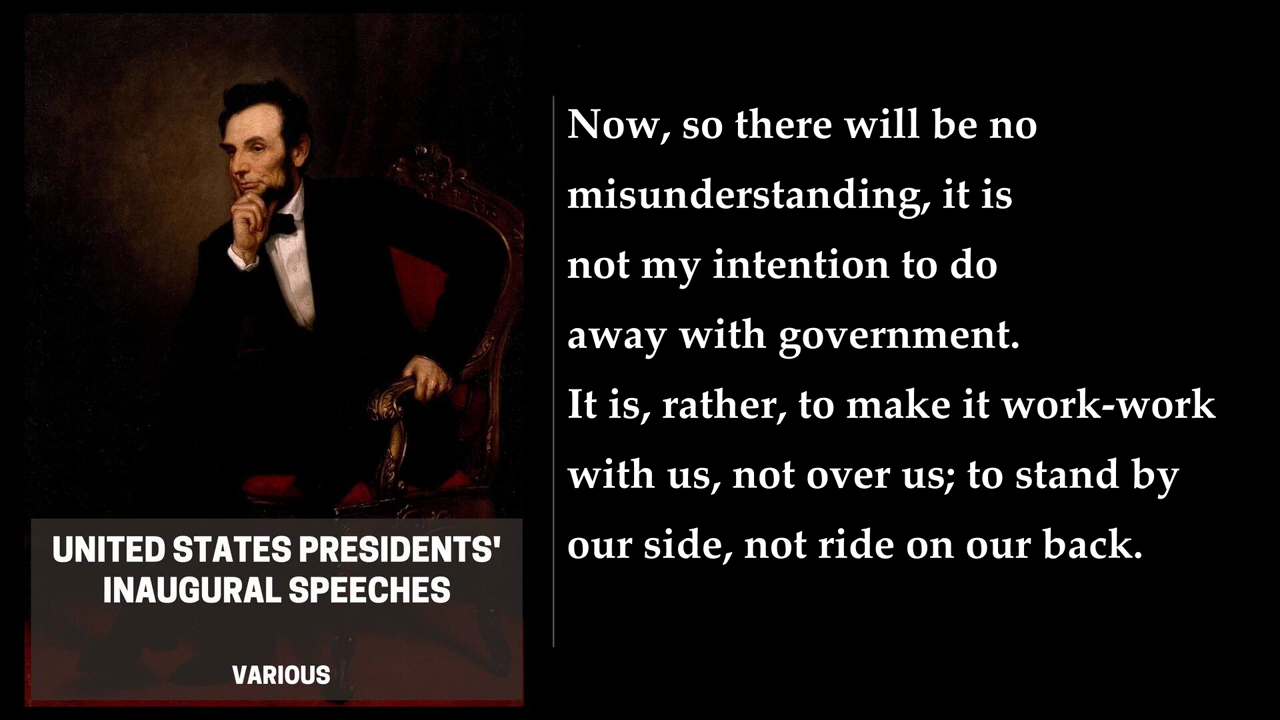 Now, so there will be no
misunderstanding, it is
not my intention to do
away with government.
It is, rather, to make it work-work
with us, not over us; to stand by
our side, not ride on our back.
UNITED STATES PRESIDENTS'
INAUGURAL SPEECHES
VARIOUS